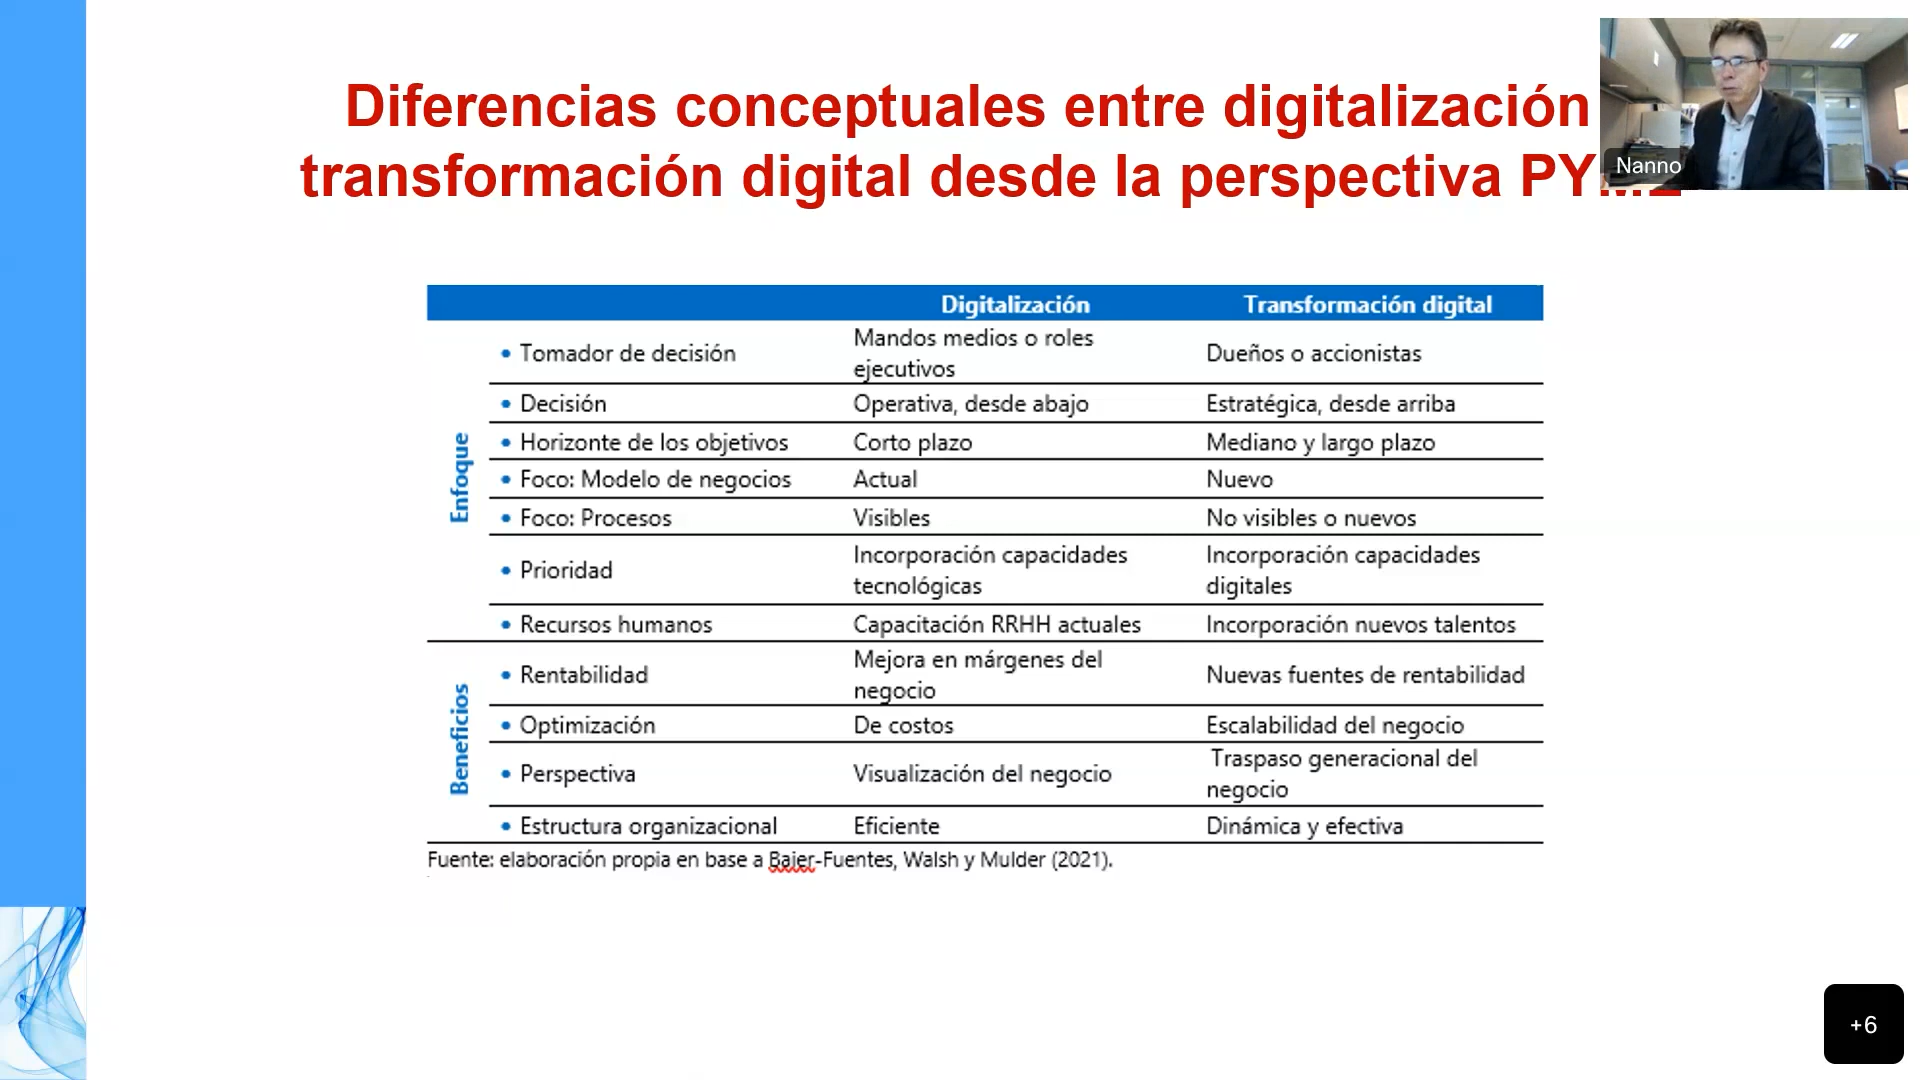 Diferencias conceptuales entre digitalización
transformación digital desde la perspectiva
Nanno
Digitalización Transformación digital
Enfoque
• Tomador de decisión Mandos medios o roles ejecutivos Dueños o accionistas
• Decisión Operativa, desde abajo Estratégica, desde arriba
• Horizonte de los objetivos Corto plazo Mediano y largo plazo
• Foco: Modelo de negocios Actual Nuevo
• Foco: Procesos Visibles No visibles o nuevos
• Prioridad Incorporación capacidades tecnológicas Incorporación capacidades digitales
• Recursos humanos Capacitación RRHH actuales Incorporación nuevos talentos
Beneficios
• Rentabilidad Mejora en márgenes del negocio Nuevas fuentes de rentabilidad
• Optimización De costos Escalabilidad del negocio
• Perspectiva Visualización del negocio Traspaso generacional del negocio
• Estructura organizacional Eficiente Dinámica y efectiva
Fuente: elaboración propia en base a Baier-Fuentes, Walsh y Mulder (2021).
+6